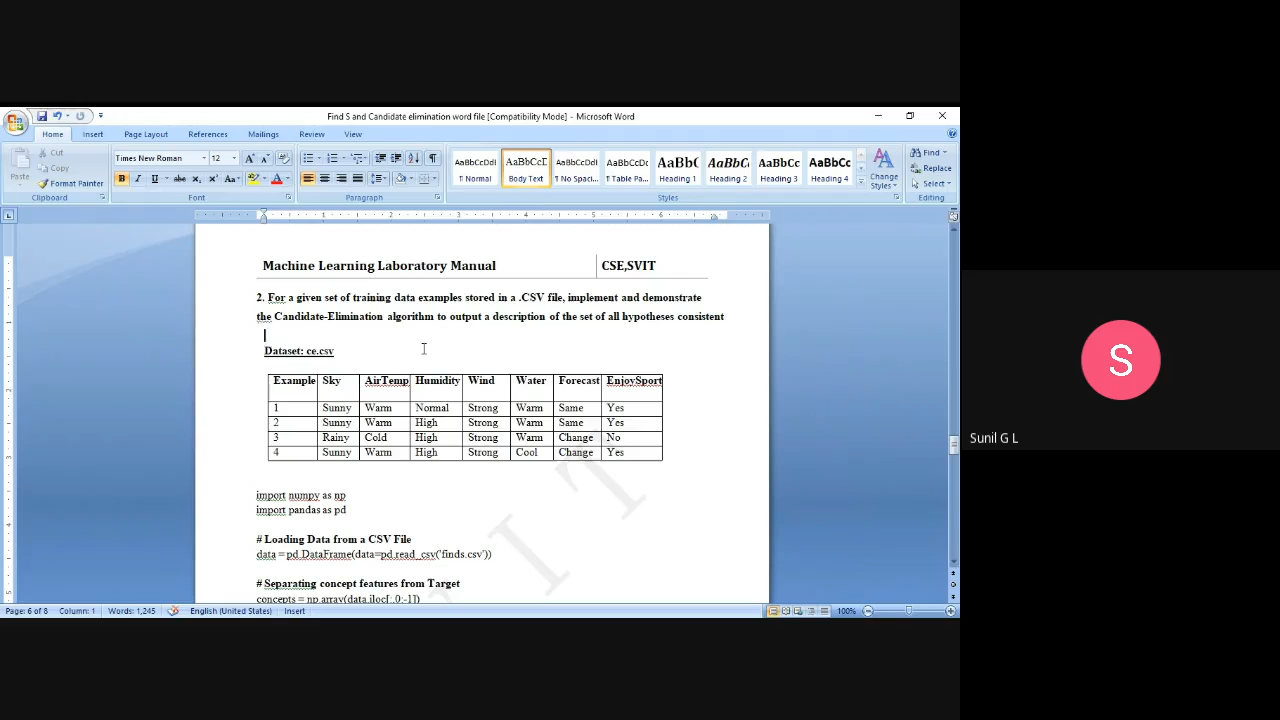 Find S and Candidate elimination word file [Compatibility Mode] - Microsoft Word
Home Insert Page Layout References Mailings Review View
Paste Cut Copy Format Painter
Times New Roman 12
AaBbCcDdI AaBbCcD AaBbCcDdI AaBbCcDc AaBbC AaBbC AaBbCc AaBbCc
¶ Normal Body Text ¶ No Spaci... ¶ Table Pa... Heading 1 Heading 2 Heading 3 Heading 4
Change Styles
Find Replace Select
Clipboard Font Paragraph Styles Editing
Machine Learning Laboratory Manual CSE,SVIT
2. For a given set of training data examples stored in a .CSV file, implement and demonstrate
the Candidate-Elimination algorithm to output a description of the set of all hypotheses consistent
Dataset: ce.csv
Example Sky AirTemp Humidity Wind Water Forecast EnjoySport
1 Sunny Warm Normal Strong Warm Same Yes
2 Sunny Warm High Strong Warm Same Yes
3 Rainy Cold High Strong Warm Change No
4 Sunny Warm High Strong Cool Change Yes
import numpy as np
import pandas as pd
# Loading Data from a CSV File
data = pd.DataFrame(data=pd.read_csv('finds.csv'))
# Separating concept features from Target
concepts = np.array(data.iloc[:,0:-1])
I T
Page: 6 of 8 Column: 1 Words: 1,245 English (United States) Insert 100%
S
Sunil G L